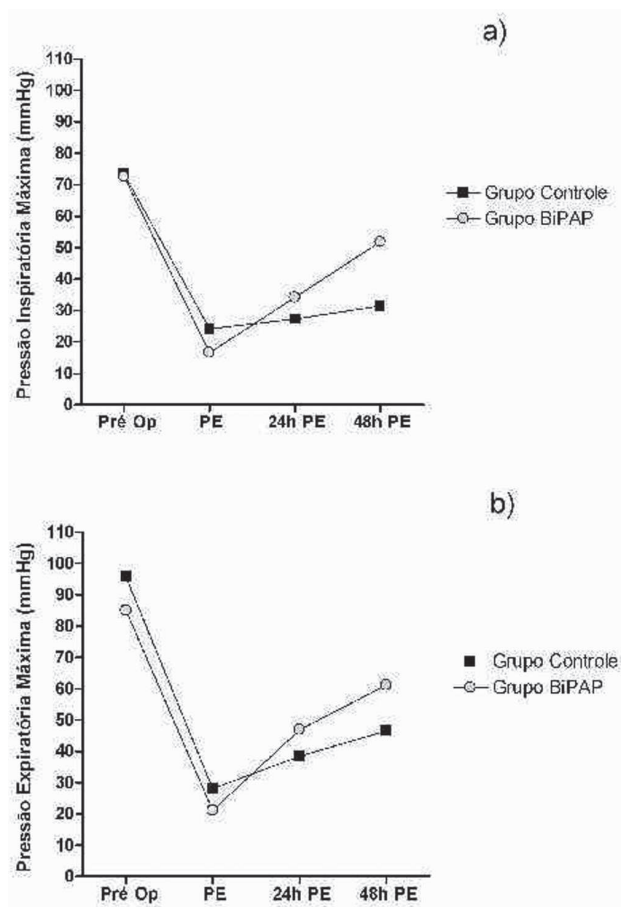 a)
Pressão Inspiratória Máxima (mmHg)
110
100
90
80
70
60
50
40
30
20
10
0
Pré Op PE 24h PE 48h PE
Grupo Controle
Grupo BiPAP
b)
Pressão Expiratória Máxima (mmHg)
110
100
90
80
70
60
50
40
30
20
10
0
Pré Op PE 24h PE 48h PE
Grupo Controle
Grupo BiPAP